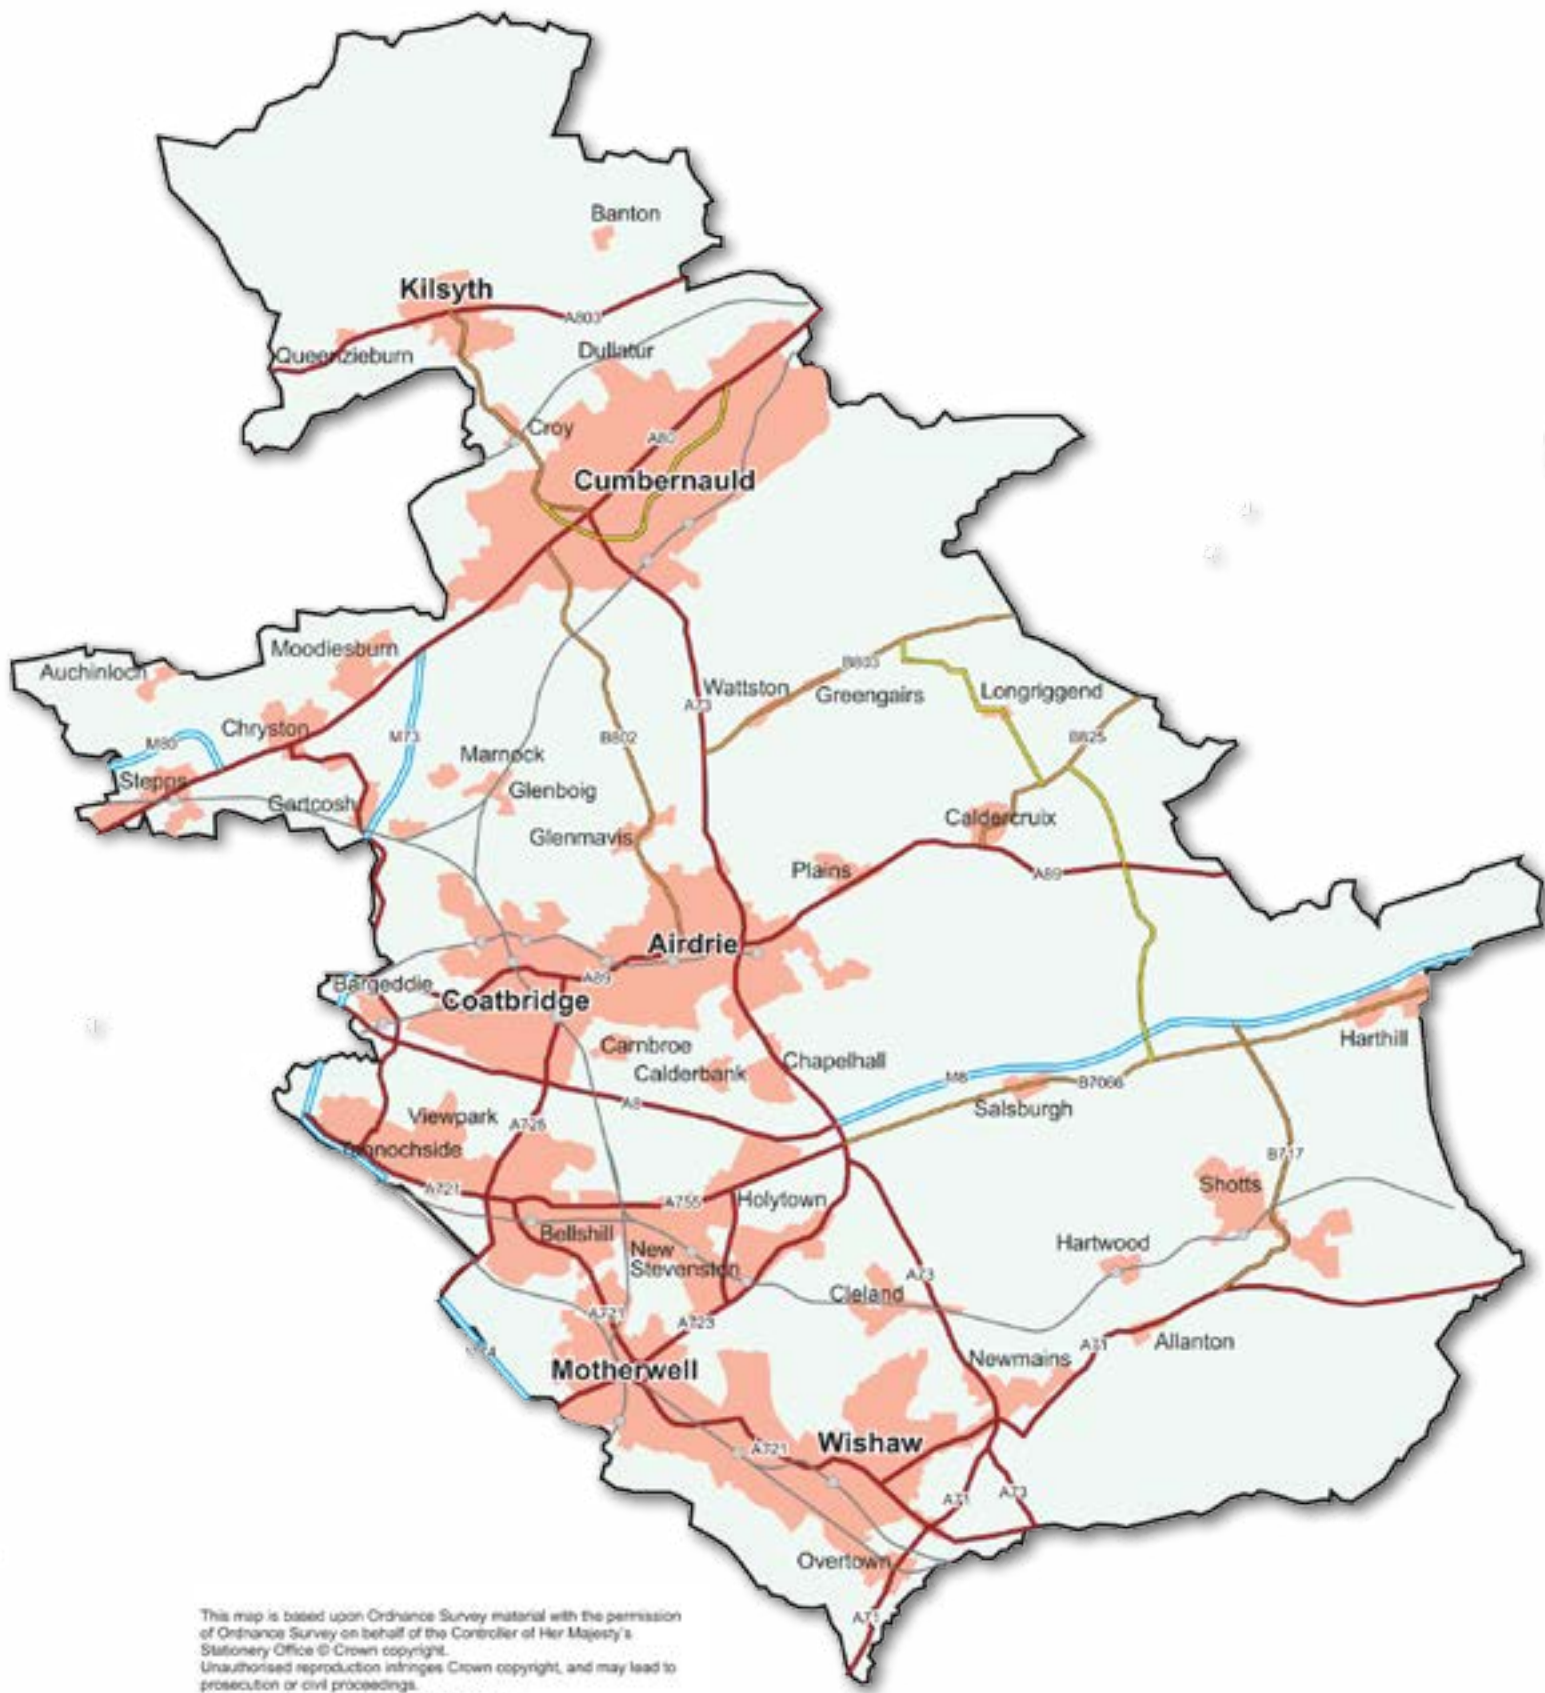 Banton
Kilsyth
A803
Queenzieburn
Dullatur
Croy
A80
Cumbernauld
Moodiesburn
Auchinloch
B803
Wattston
Greengairs
Longriggend
A73
Chryston
M80
M73
B802
B825
Marnock
Stepps
Glenboig
Gartcosh
Caldercruix
Glenmavis
Plains
A89
Airdrie
A89
Bargeddie
Coatbridge
Carnbroe
Chapelhall
Calderbank
Harthill
M8
B7066
A8
Salsburgh
Viewpark
A725
B717
A721
Shotts
A755
Holytown
Bellshill
New
Stevenston
Hartwood
A73
Cleland
A721
A723
A71
Allanton
Newmains
Motherwell
Wishaw
A721
A71
A73
Overtown
A71
This map is based upon Ordnance Survey material with the permission
of Ordnance Survey on behalf of the Controller of Her Majesty's
Stationery Office © Crown copyright.
Unauthorised reproduction infringes Crown copyright, and may lead to
prosecution or civil proceedings.